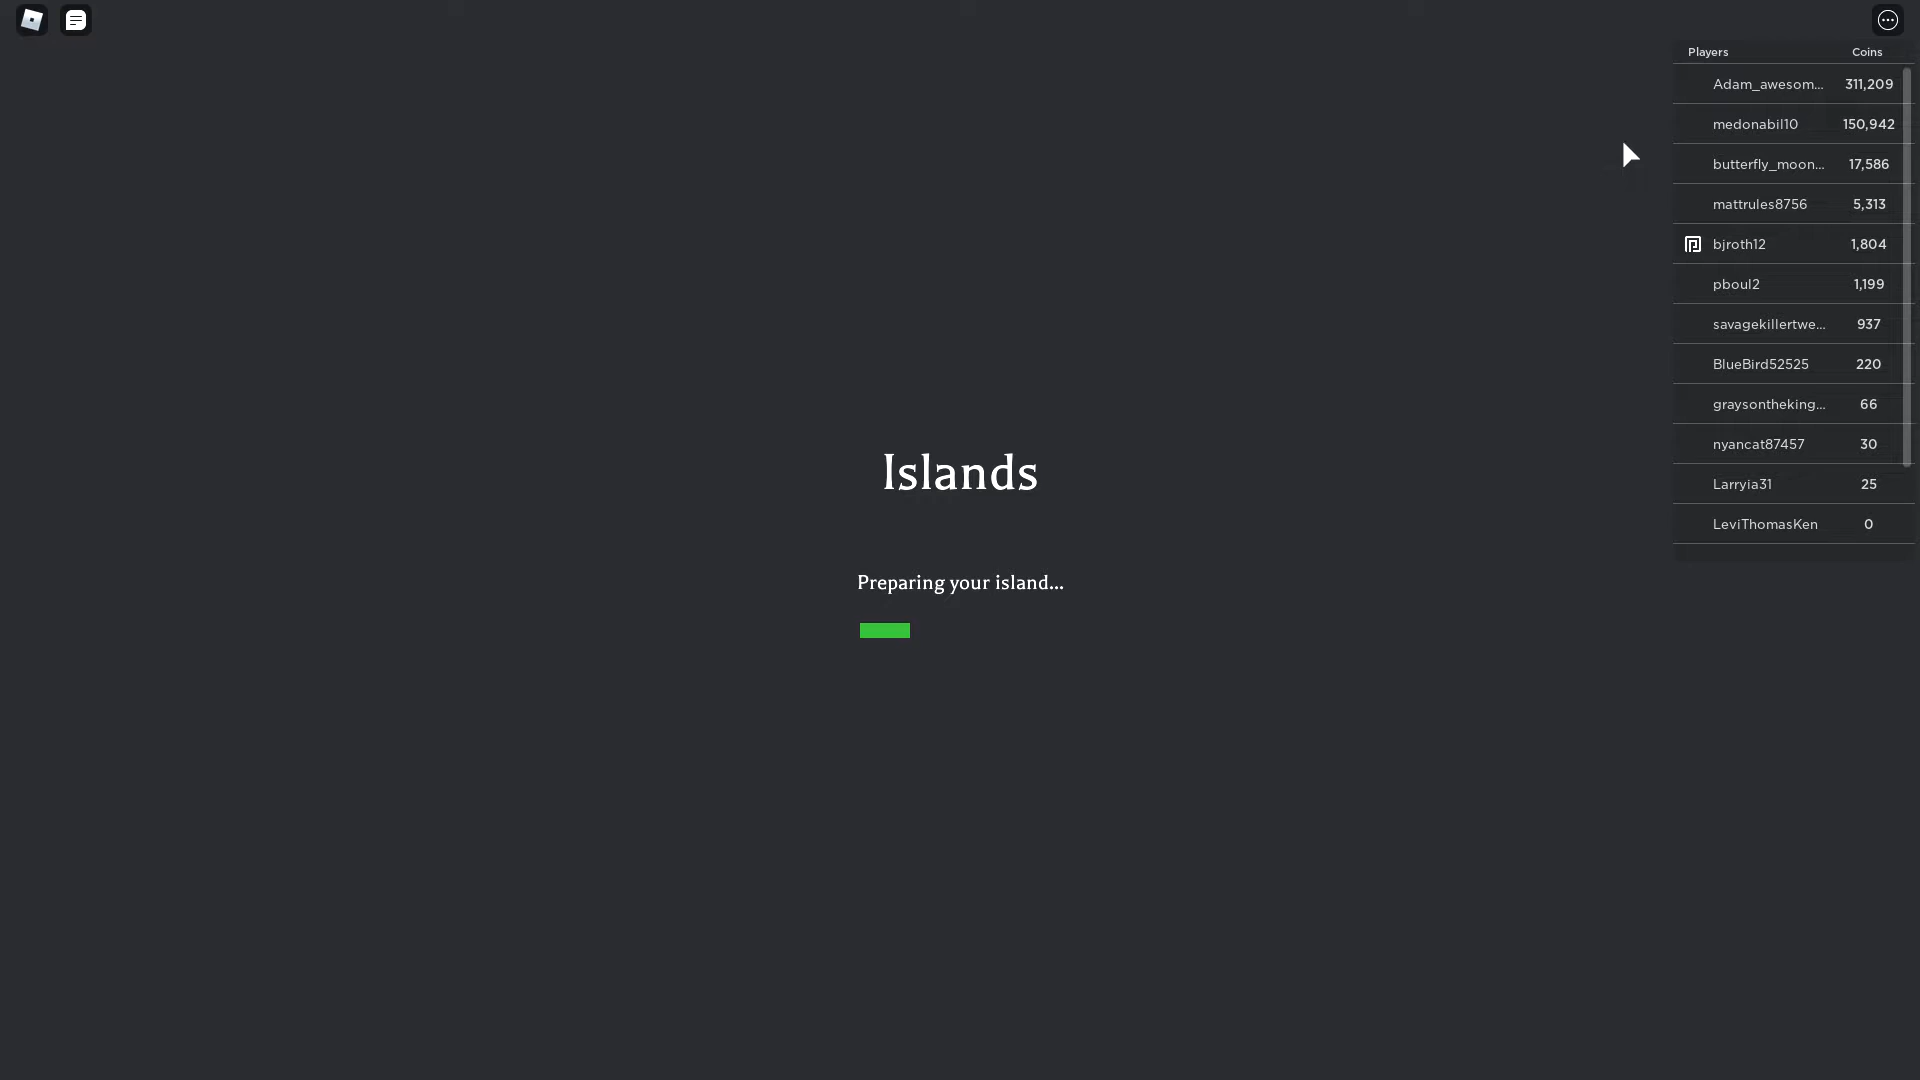 Players Coins
Adam_awesom... 311,209
medonabil10 150,942
butterfly_moon... 17,586
mattrules8756 5,313
bjroth12 1,804
pboul2 1,199
savagekillertwe... 937
BlueBird52525 220
graysontheking... 66
nyancat87457 30
Larryia31 25
LeviThomasKen 0
Islands
Preparing your island...